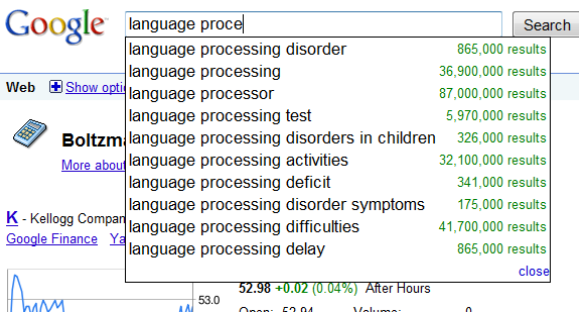 Google
language proce
Search
language processing disorder 865,000 results
language processing 36,900,000 results
language processor 87,000,000 results
language processing test 5,970,000 results
language processing disorders in children 326,000 results
language processing activities 32,100,000 results
language processing deficit 341,000 results
language processing disorder symptoms 175,000 results
language processing difficulties 41,700,000 results
language processing delay 865,000 results
close
Web Show opti
Boltzm
More about
K - Kellogg Compan
Google Finance Ya
53.0
52.98 +0.02 (0.04%) After Hours
Open: 52.94 Volume: 0